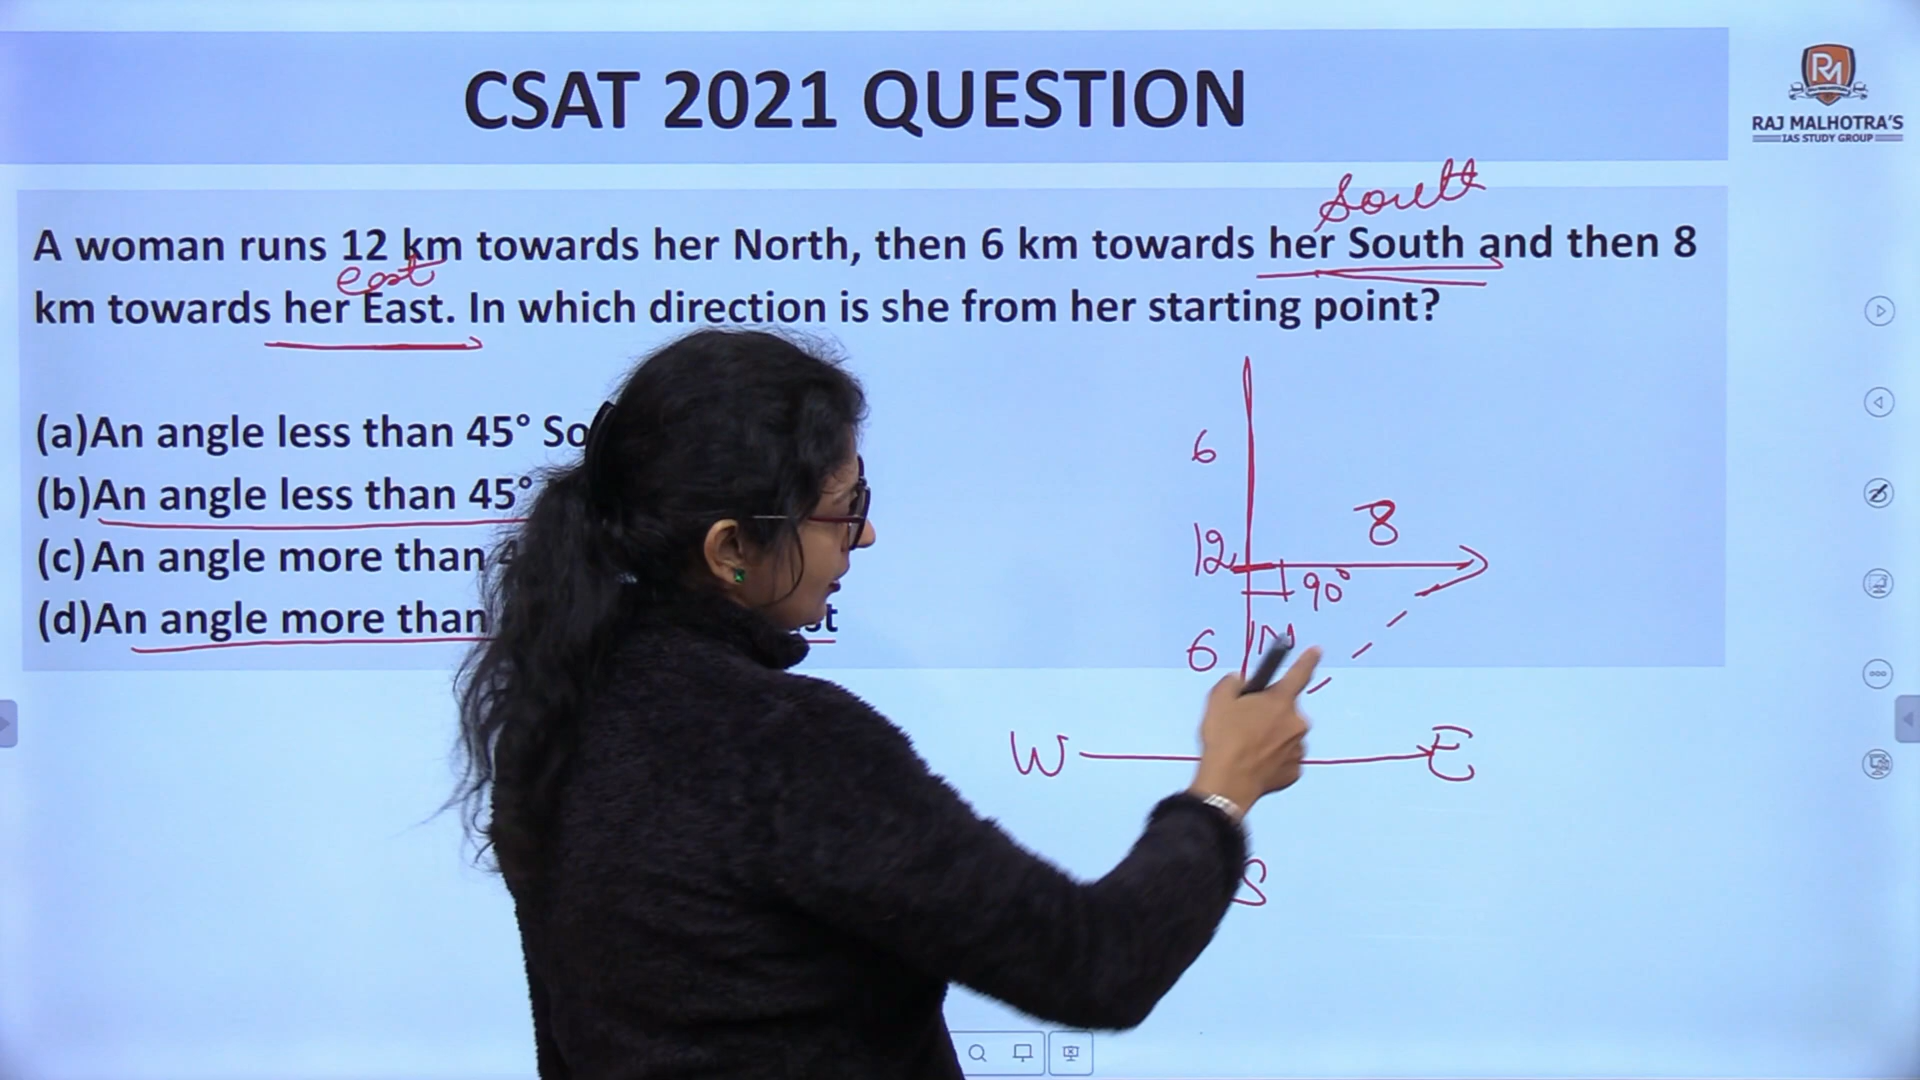 CSAT 2021 QUESTION
RM
RAJ MALHOTRA'S
IAS STUDY GROUP
South
A woman runs 12 km towards her North, then 6 km towards her South and then 8
east
km towards her East. In which direction is she from her starting point?
(a)An angle less than 45° So
(b)An angle less than 45°
(c)An angle more than 4
(d)An angle more than st
6
8
12
90°
6 N
W E
S